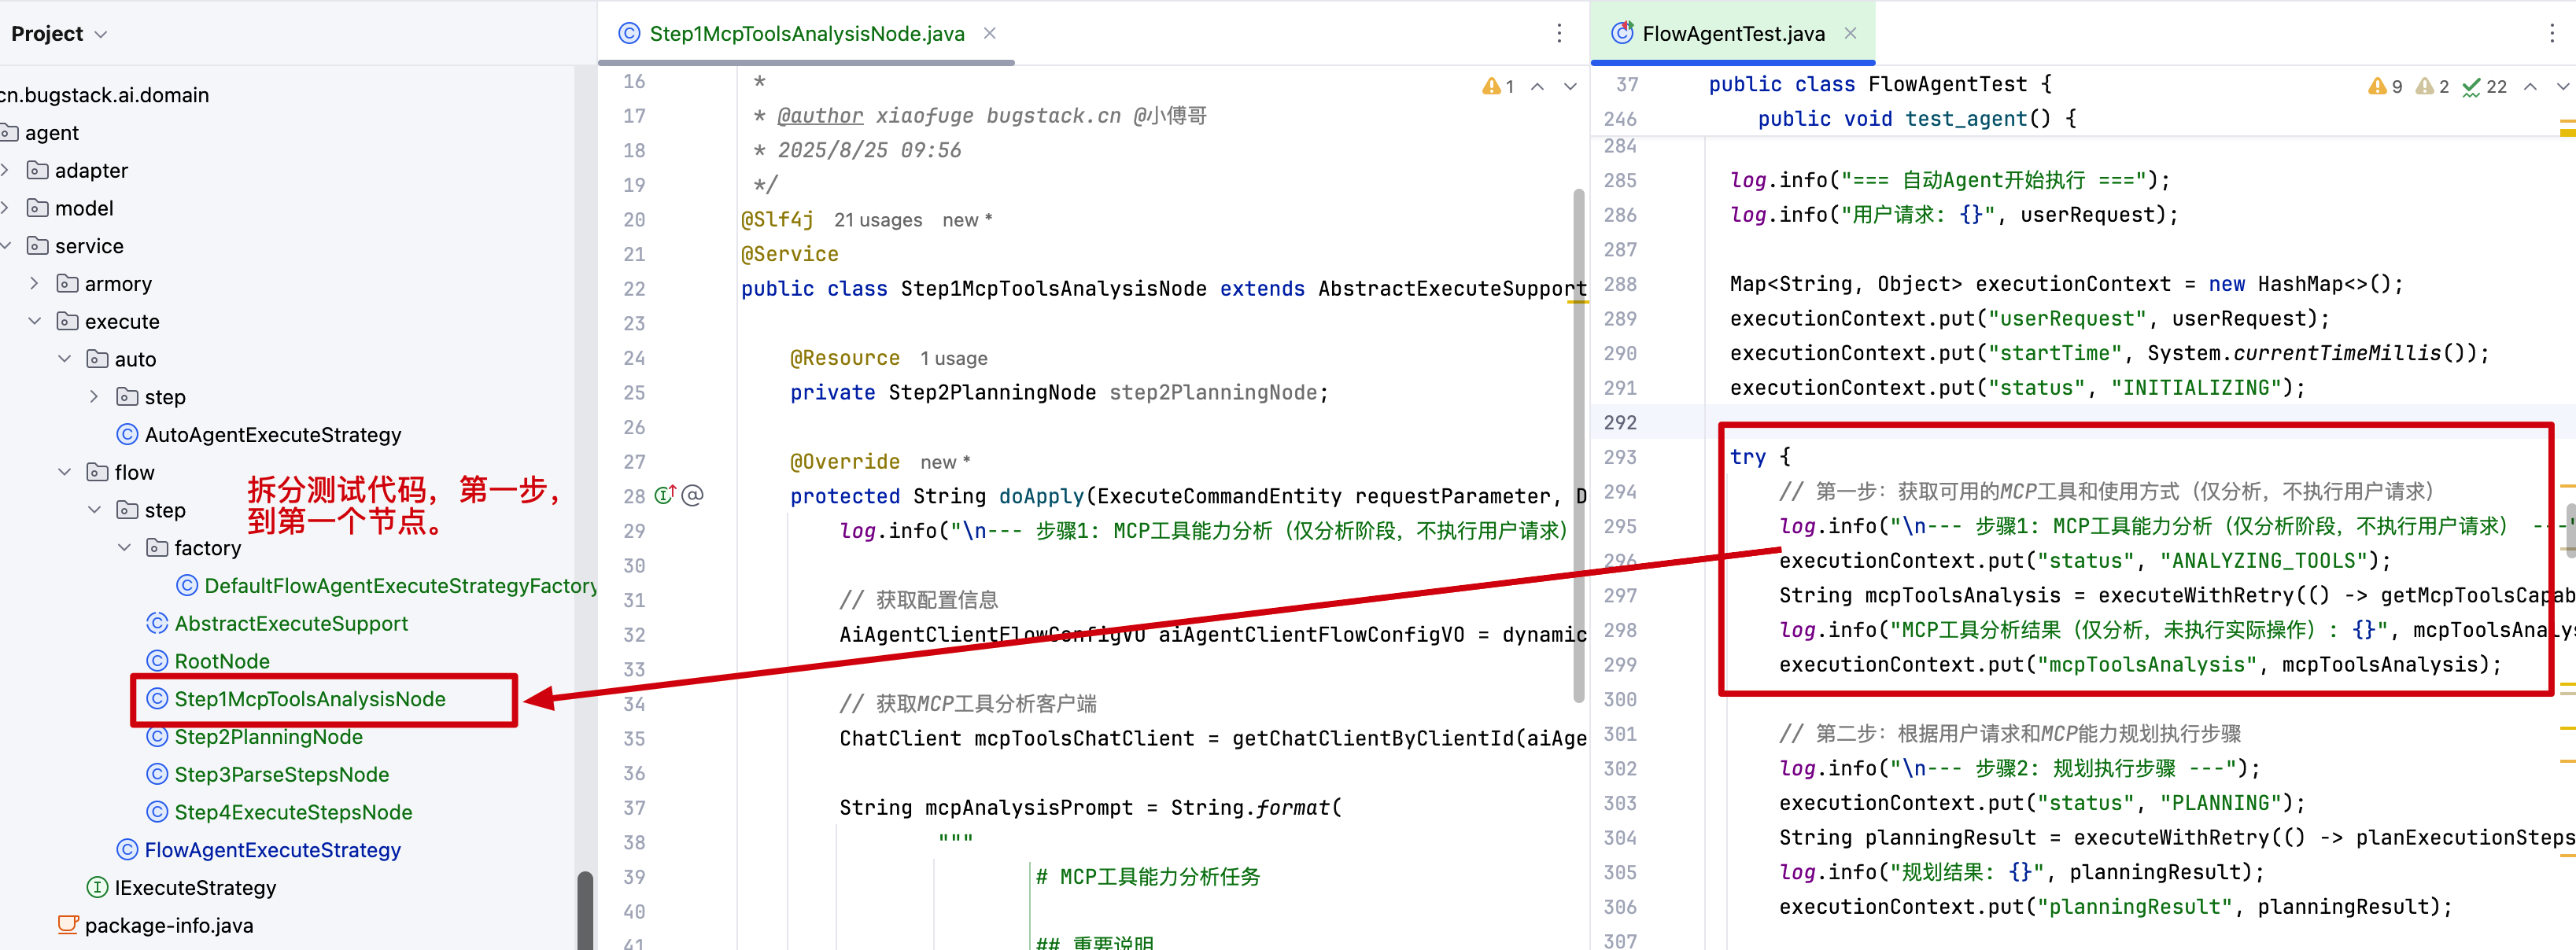 Project
cn.bugstack.ai.domain
agent
adapter
model
service
armory
execute
auto
step
AutoAgentExecuteStrategy
flow
step
factory
DefaultFlowAgentExecuteStrategyFactory
AbstractExecuteSupport
RootNode
Step1McpToolsAnalysisNode
Step2PlanningNode
Step3ParseStepsNode
Step4ExecuteStepsNode
FlowAgentExecuteStrategy
IExecuteStrategy
package-info.java
拆分测试代码，第一步，
到第一个节点。
Step1McpToolsAnalysisNode.java
1
16 *
17 * @author xiaofuge bugstack.cn @小傅哥
18 * 2025/8/25 09:56
19 */
20 @Slf4j 21 usages new *
21 @Service
22 public class Step1McpToolsAnalysisNode extends AbstractExecuteSupport
23
24 @Resource 1 usage
25 private Step2PlanningNode step2PlanningNode;
26
27 @Override new *
28 protected String doApply(ExecuteCommandEntity requestParameter, D
29 log.info("\n--- 步骤1: MCP工具能力分析（仅分析阶段，不执行用户请求）
30
31 // 获取配置信息
32 AiAgentClientFlowConfigVO aiAgentClientFlowConfigVO = dynamic
33
34 // 获取MCP工具分析客户端
35 ChatClient mcpToolsChatClient = getChatClientByClientId(aiAge
36
37 String mcpAnalysisPrompt = String.format(
38 """
39 # MCP工具能力分析任务
40
41 ## 重要说明
FlowAgentTest.java
9 2 22
37 public class FlowAgentTest {
246 public void test_agent() {
284
285 log.info("=== 自动Agent开始执行 ===");
286 log.info("用户请求: {}", userRequest);
287
288 Map<String, Object> executionContext = new HashMap<>();
289 executionContext.put("userRequest", userRequest);
290 executionContext.put("startTime", System.currentTimeMillis());
291 executionContext.put("status", "INITIALIZING");
292
293 try {
294 // 第一步：获取可用的MCP工具和使用方式（仅分析，不执行用户请求）
295 log.info("\n--- 步骤1: MCP工具能力分析（仅分析阶段，不执行用户请求） ---"
296 executionContext.put("status", "ANALYZING_TOOLS");
297 String mcpToolsAnalysis = executeWithRetry(() -> getMcpToolsCapab
298 log.info("MCP工具分析结果（仅分析，未执行实际操作）: {}", mcpToolsAnalys
299 executionContext.put("mcpToolsAnalysis", mcpToolsAnalysis);
300
301 // 第二步：根据用户请求和MCP能力规划执行步骤
302 log.info("\n--- 步骤2: 规划执行步骤 ---");
303 executionContext.put("status", "PLANNING");
304 String planningResult = executeWithRetry(() -> planExecutionSteps
305 log.info("规划结果: {}", planningResult);
306 executionContext.put("planningResult", planningResult);
307